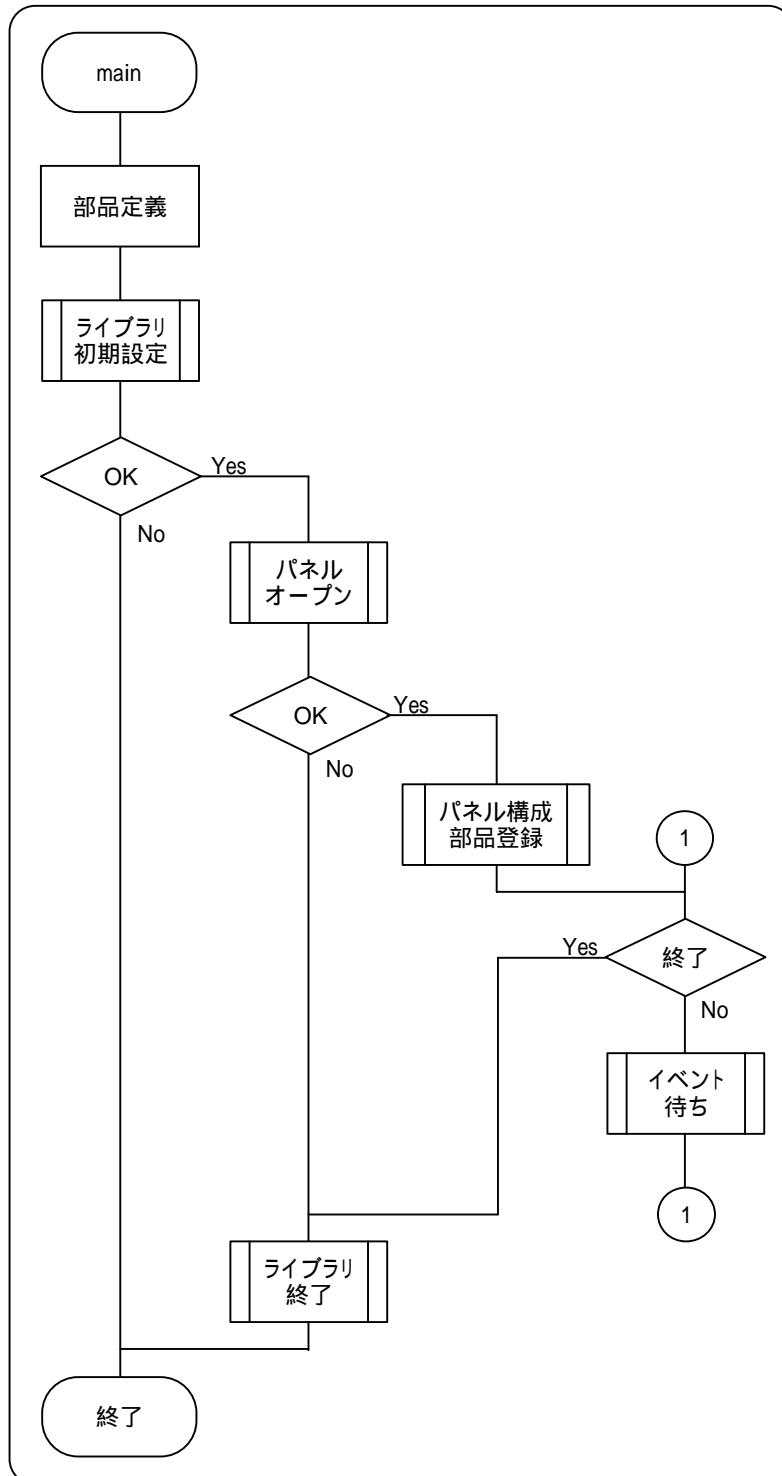 main
部品定義
ライブラリ
初期設定
OK
Yes
No
パネル
オープン
OK
Yes
No
パネル構成
部品登録
1
終了
Yes
No
イベント
待ち
1
ライブラリ
終了
終了